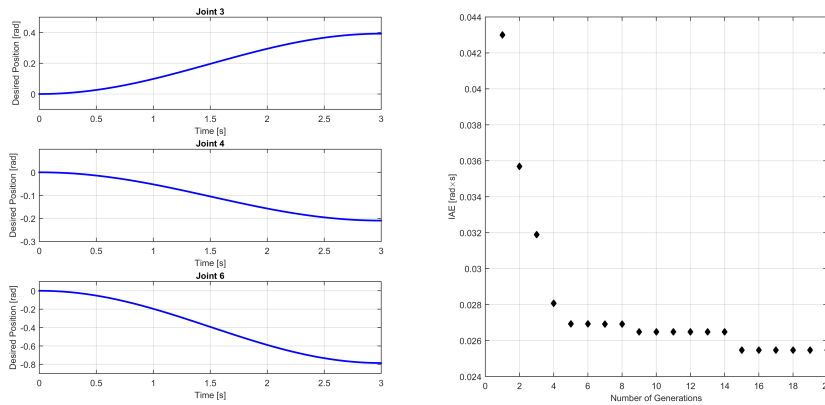 Joint 3
Desired Position [rad]
0.4
0.2
0
0 0.5 1 1.5 2 2.5 3
Time [s]
Joint 4
Desired Position [rad]
0
-0.1
-0.2
-0.3
0 0.5 1 1.5 2 2.5 3
Time [s]
Joint 6
Desired Position [rad]
0
-0.2
-0.4
-0.6
-0.8
0 0.5 1 1.5 2 2.5 3
Time [s]
IAE [rad×s]
0.044
0.042
0.04
0.038
0.036
0.034
0.032
0.03
0.028
0.026
0.024
0 2 4 6 8 10 12 14 16 18
Number of Generations